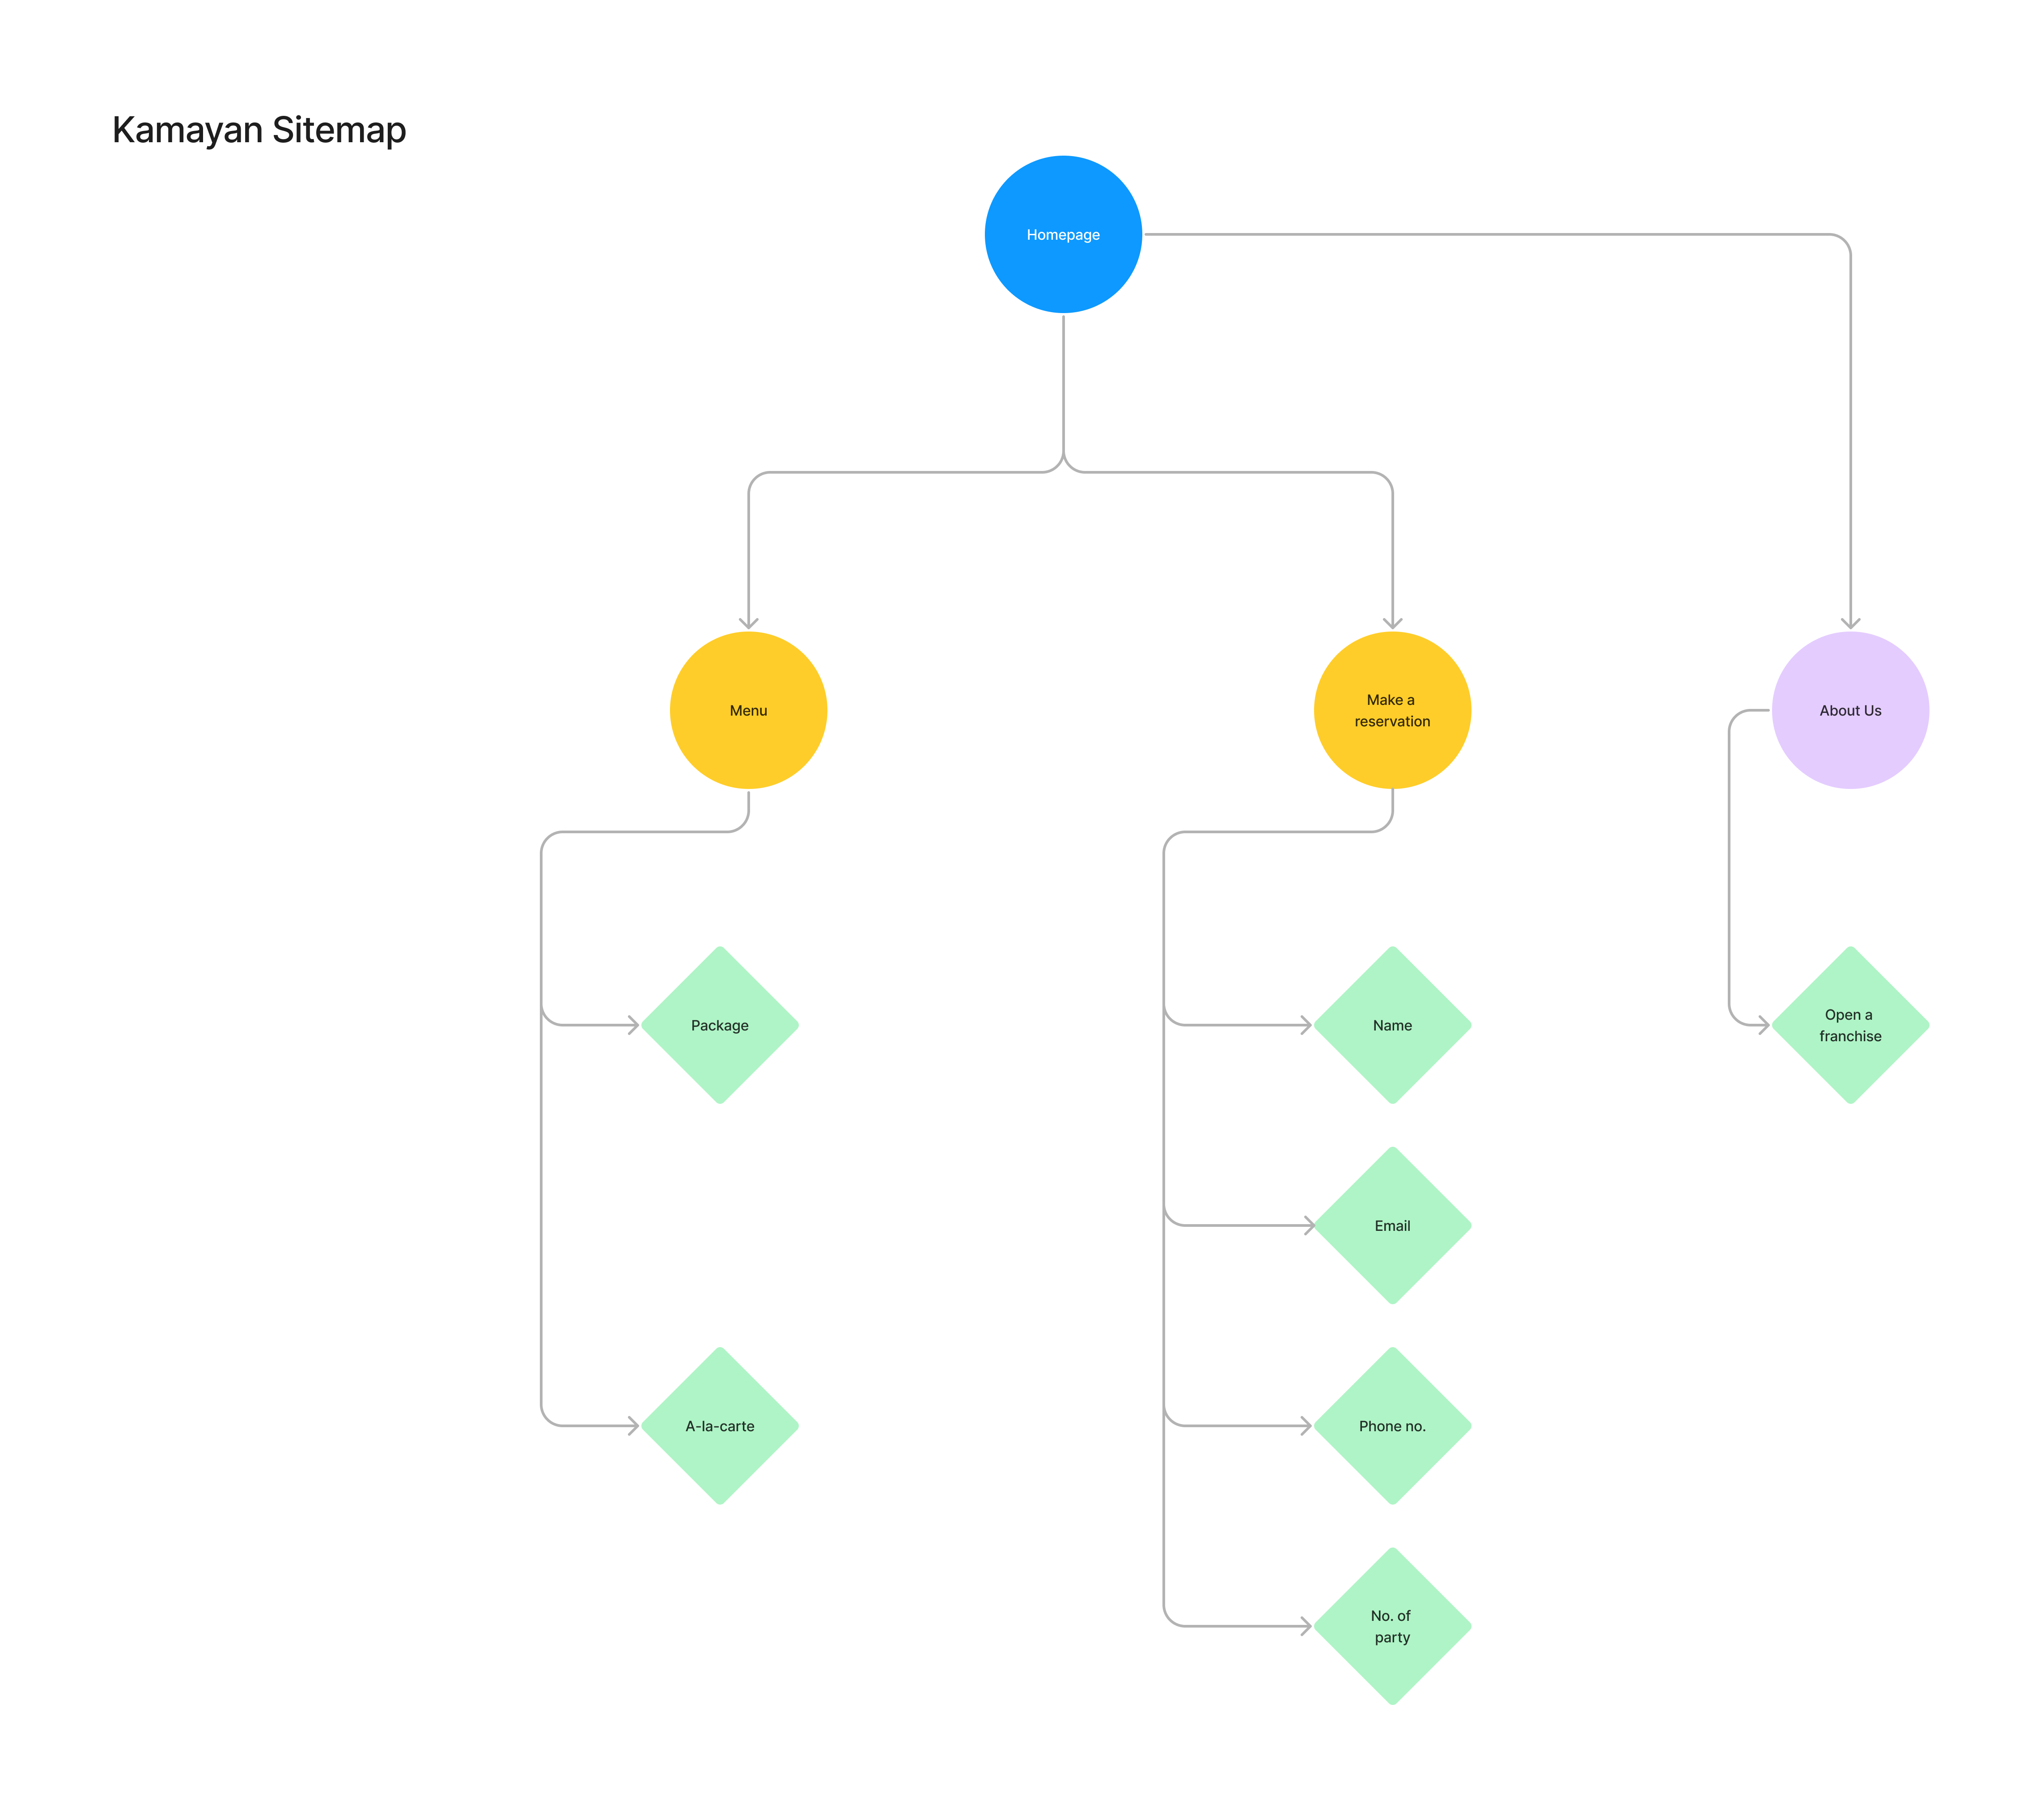 Kamayan Sitemap
Homepage
Menu
Make a
reservation
About Us
Package
Name
Open a
franchise
Email
A-la-carte
Phone no.
No. of
party